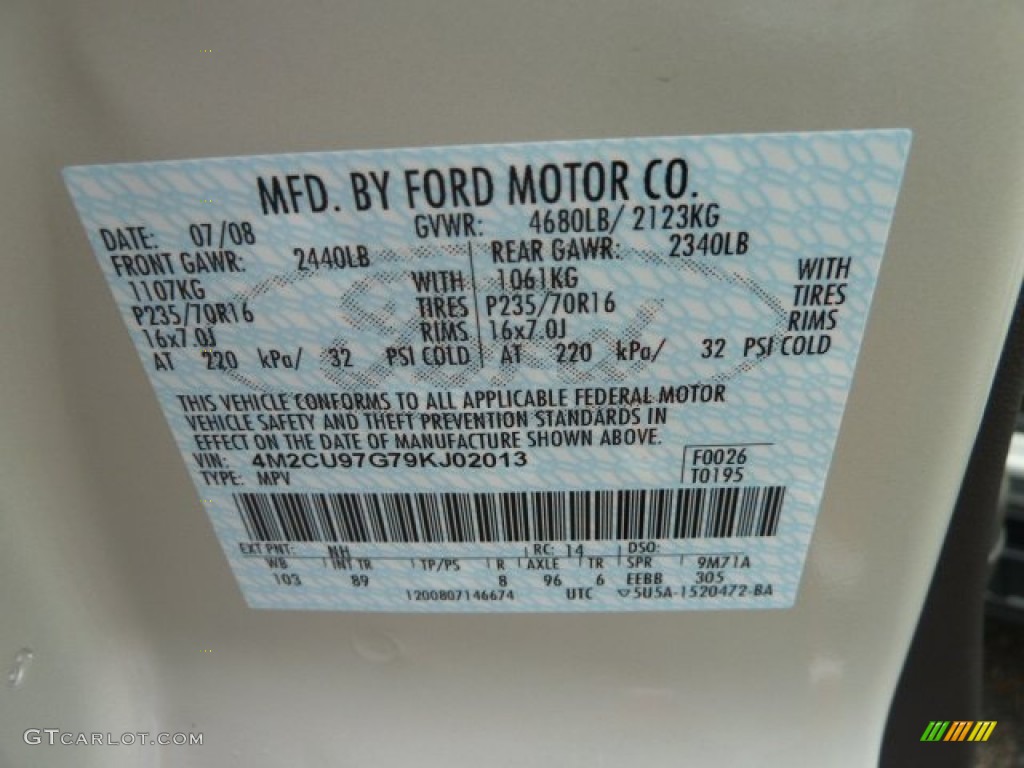 MFD. BY FORD MOTOR CO.
DATE: 07/08 GVWR: 4680LB/ 2123KG
FRONT GAWR: 2440LB REAR GAWR: 2340LB
1107KG WITH 1061KG WITH
P235/70R16 TIRES P235/70R16 TIRES
16x7.0J RIMS 16x7.0J RIMS
AT 220 kPa/ 32 PSI COLD AT 220 kPa/ 32 PSI COLD
THIS VEHICLE CONFORMS TO ALL APPLICABLE FEDERAL MOTOR
VEHICLE SAFETY AND THEFT PREVENTION STANDARDS IN
EFFECT ON THE DATE OF MANUFACTURE SHOWN ABOVE.
VIN: 4M2CU97G79KJ02013 F0026
TYPE: MPV T0195
EXT PNT: NH RC: 14 DSO:
WB INT TR TP/PS R AXLE TR SPR 9M71A
103 89 8 96 6 EEBB 305
1200807146674 UTC 5U5A-1520472-BA
GTCARLOT.COM